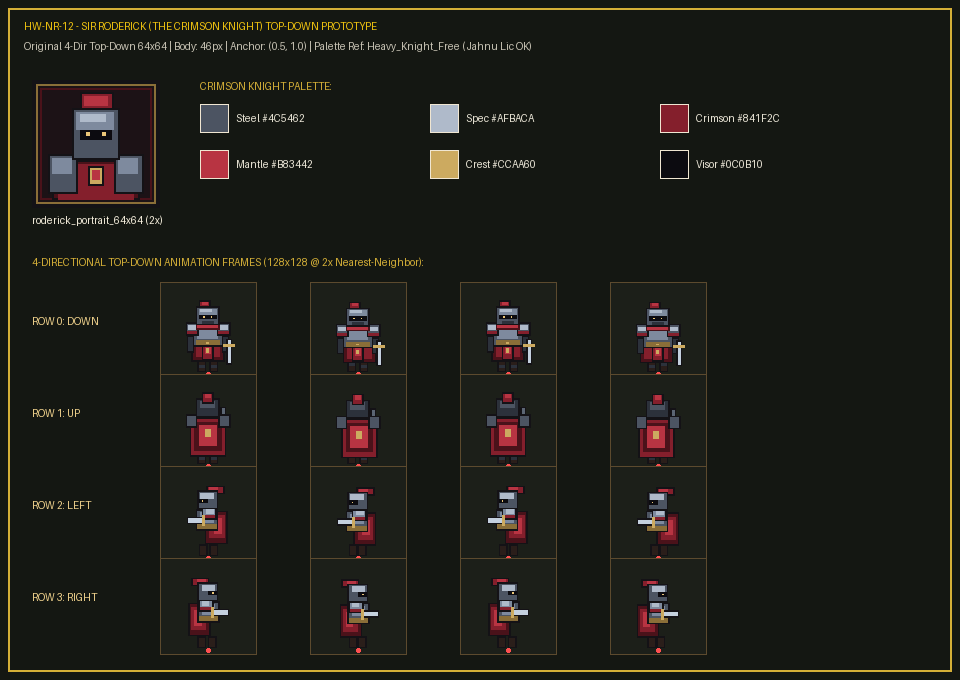 HW-NR-12 - SIR RODERICK (THE CRIMSON KNIGHT) TOP-DOWN PROTOTYPE
Original 4-Dir Top-Down 64x64 | Body: 46px | Anchor: (0.5, 1.0) | Palette Ref: Heavy_Knight_Free (Jahnu Lic OK)
CRIMSON KNIGHT PALETTE:
Steel #4C5462
Spec #AFBACA
Crimson #841F2C
Mantle #B83442
Crest #CCAA60
Visor #0C0B10
roderick_portrait_64x64 (2x)
4-DIRECTIONAL TOP-DOWN ANIMATION FRAMES (128x128 @ 2x Nearest-Neighbor):
ROW 0: DOWN
ROW 1: UP
ROW 2: LEFT
ROW 3: RIGHT